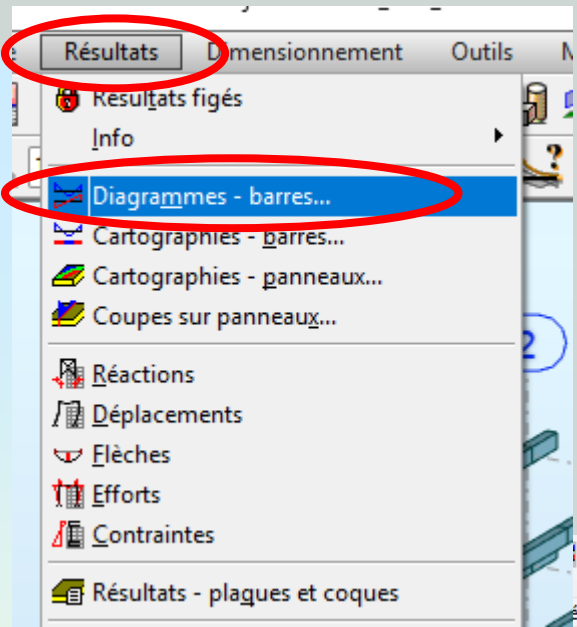 Résultats Dimensionnement Outils
Résultats figés
Info
Diagrammes - barres...
Cartographies - barres...
Cartographies - panneaux...
Coupes sur panneaux...
2
Réactions
Déplacements
Flèches
Efforts
Contraintes
Résultats - plaques et coques